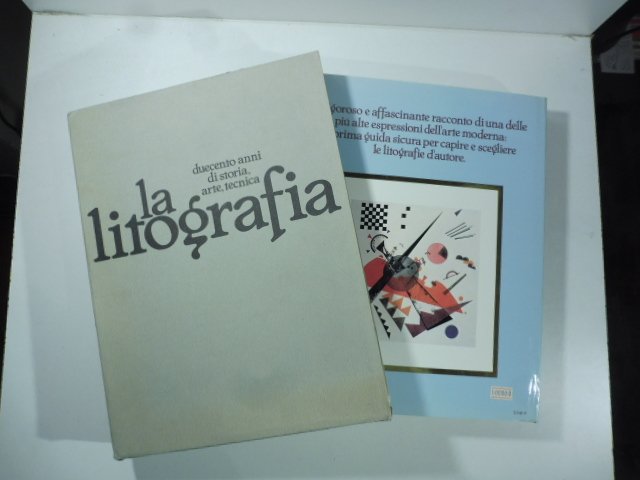 duecento anni
di storia,
arte, tecnica
la
litografia
goroso e affascinante racconto di una delle
più alte espressioni dell'arte moderna:
prima guida sicura per capire e scegliere
le litografie d'autore.